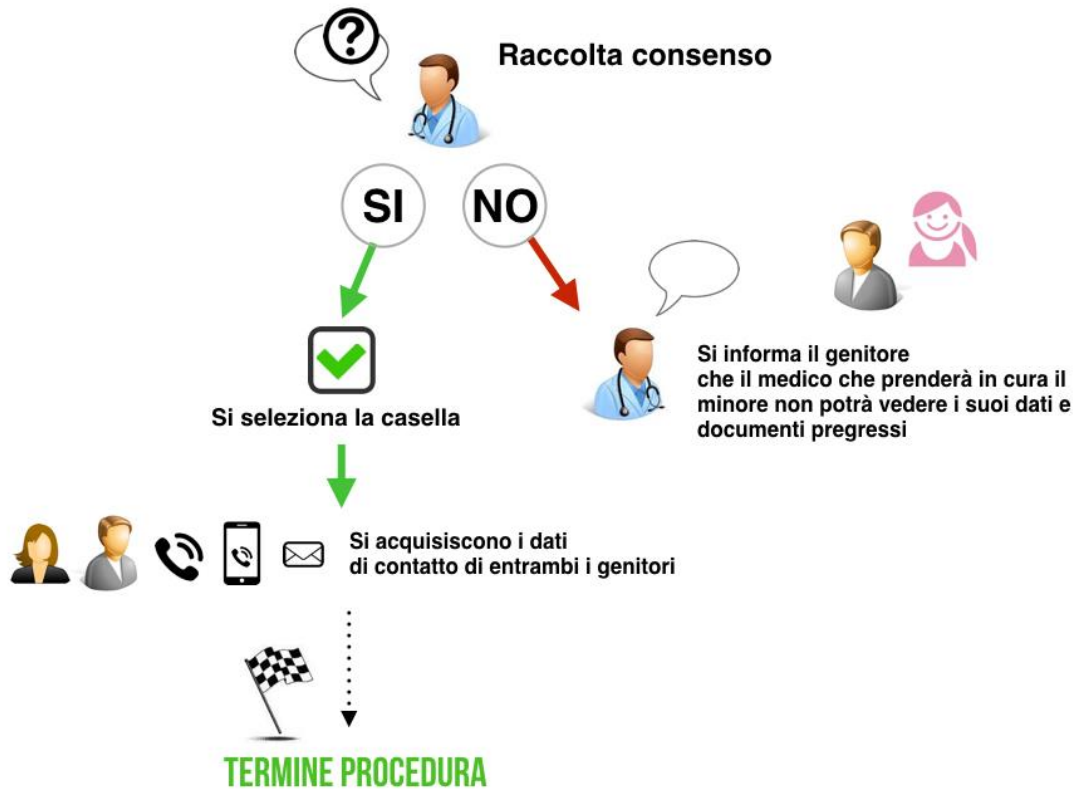 ?
Raccolta consenso
SI
NO
Si informa il genitore
che il medico che prenderà in cura il
minore non potrà vedere i suoi dati e
documenti pregressi
Si seleziona la casella
Si acquisiscono i dati
di contatto di entrambi i genitori
TERMINE PROCEDURA